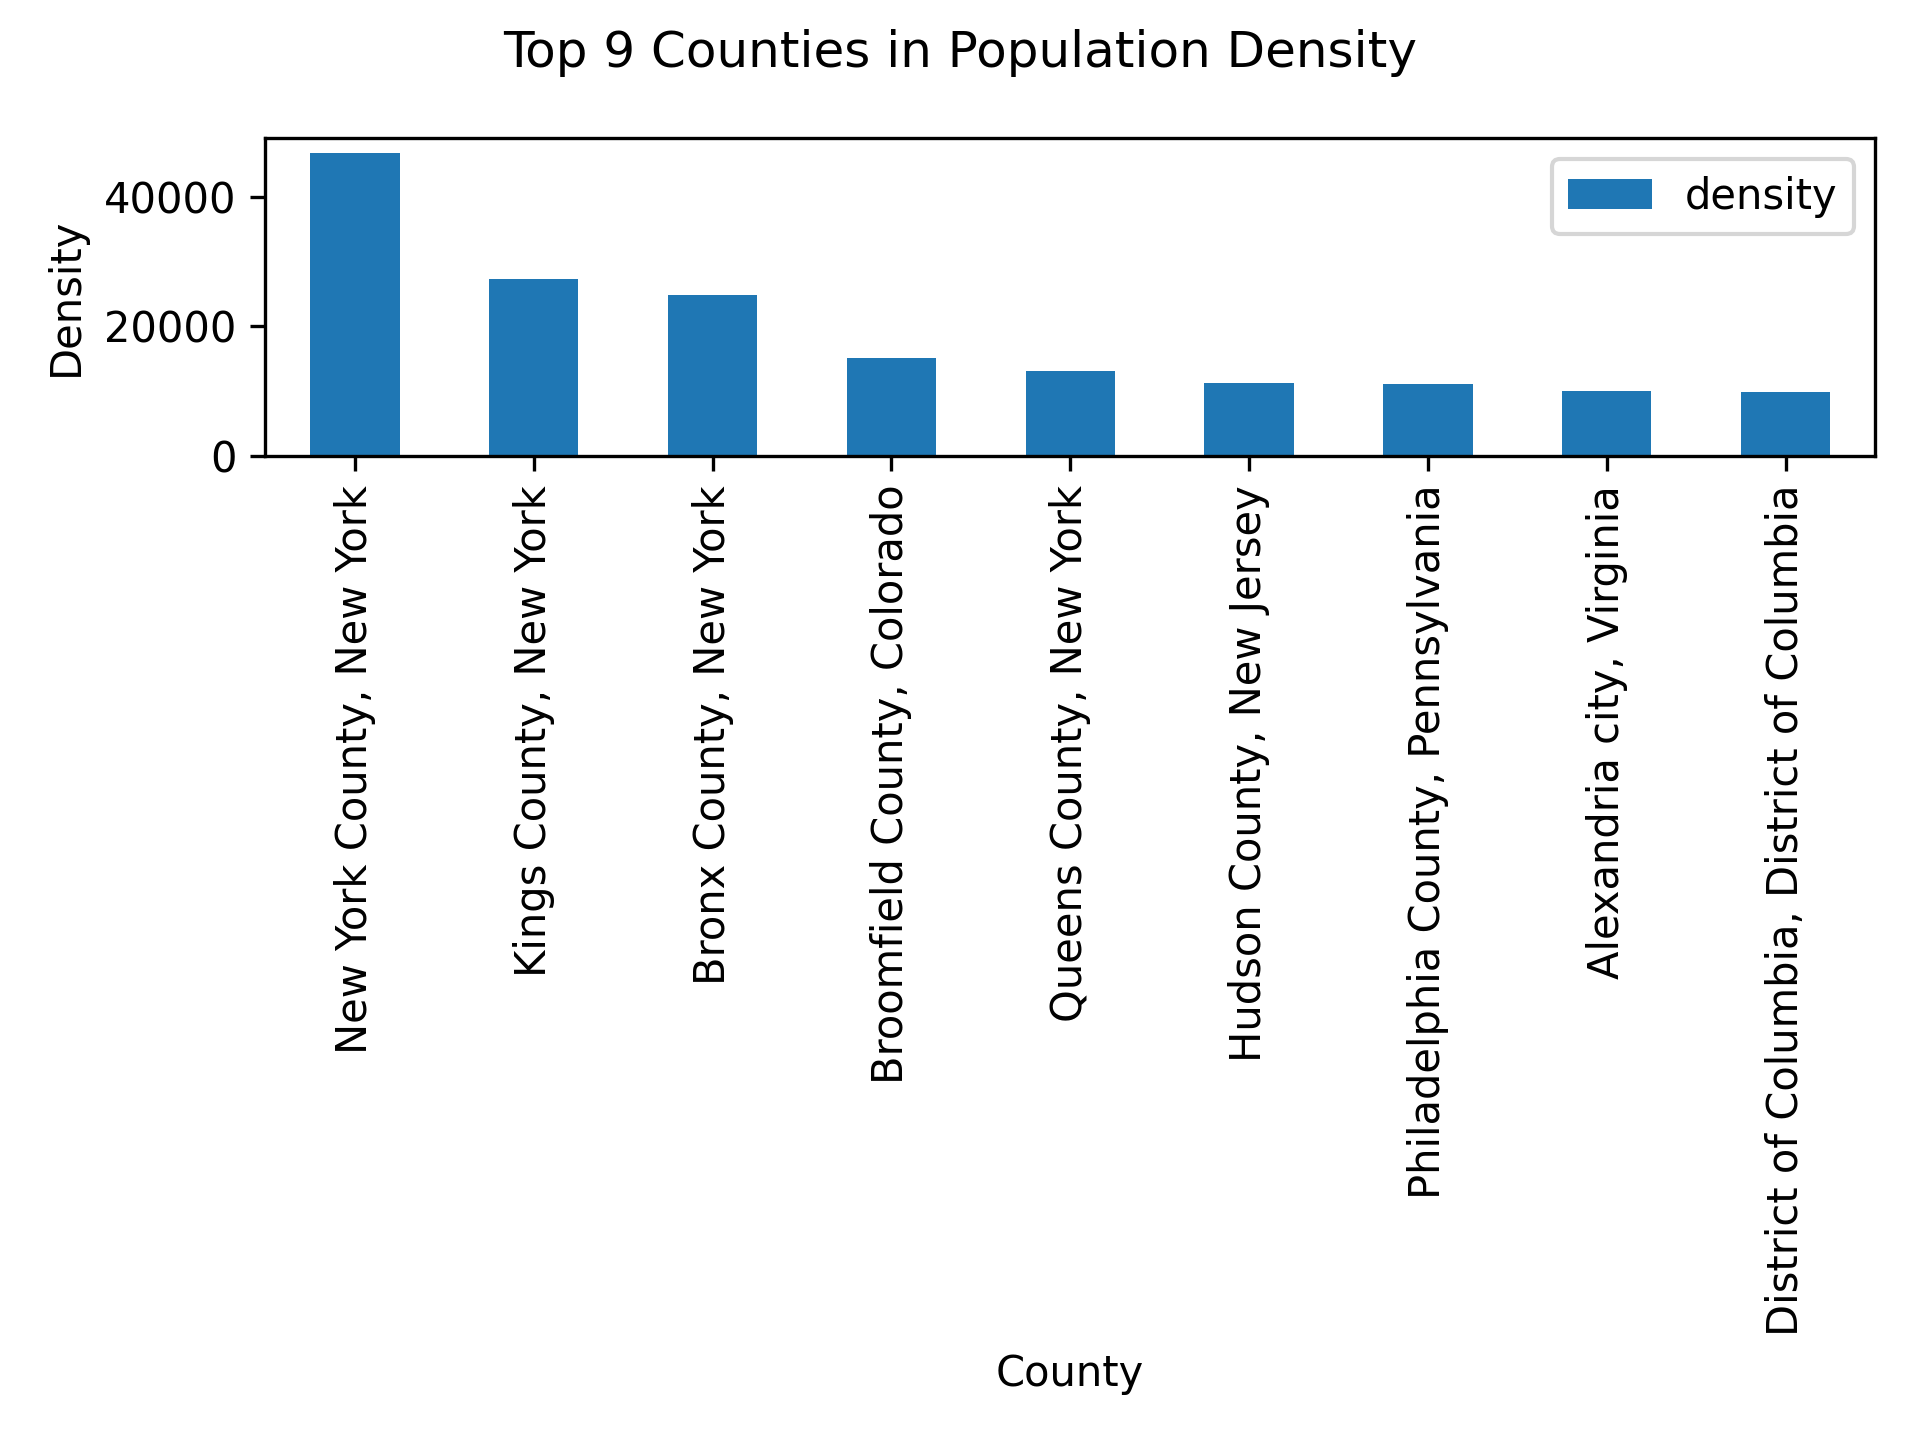 Top 9 Counties in Population Density
density
Density
40000
20000
0
New York County, New York
Kings County, New York
Bronx County, New York
Broomfield County, Colorado
Queens County, New York
Hudson County, New Jersey
Philadelphia County, Pennsylvania
Alexandria city, Virginia
District of Columbia, District of Columbia
County